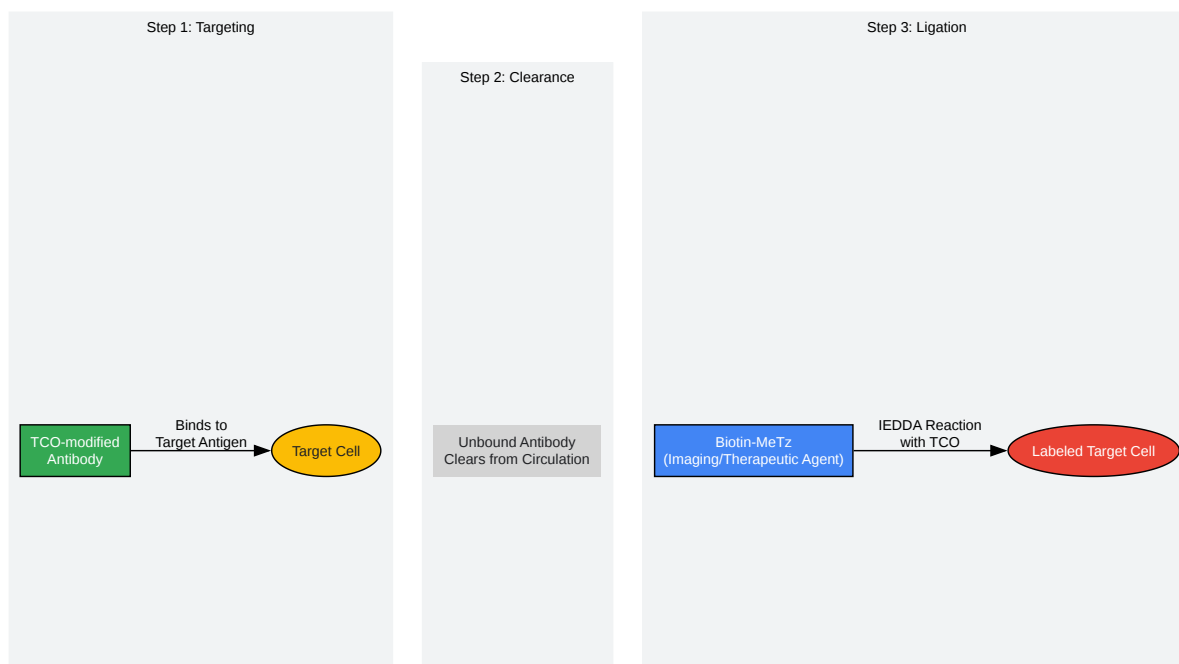 Step 1: Targeting
TCO-modified
Antibody
Binds to
Target Antigen
Target Cell
Step 2: Clearance
Unbound Antibody
Clears from Circulation
Step 3: Ligation
Biotin-MeTz
(Imaging/Therapeutic Agent)
IEDDA Reaction
with TCO
Labeled Target Cell